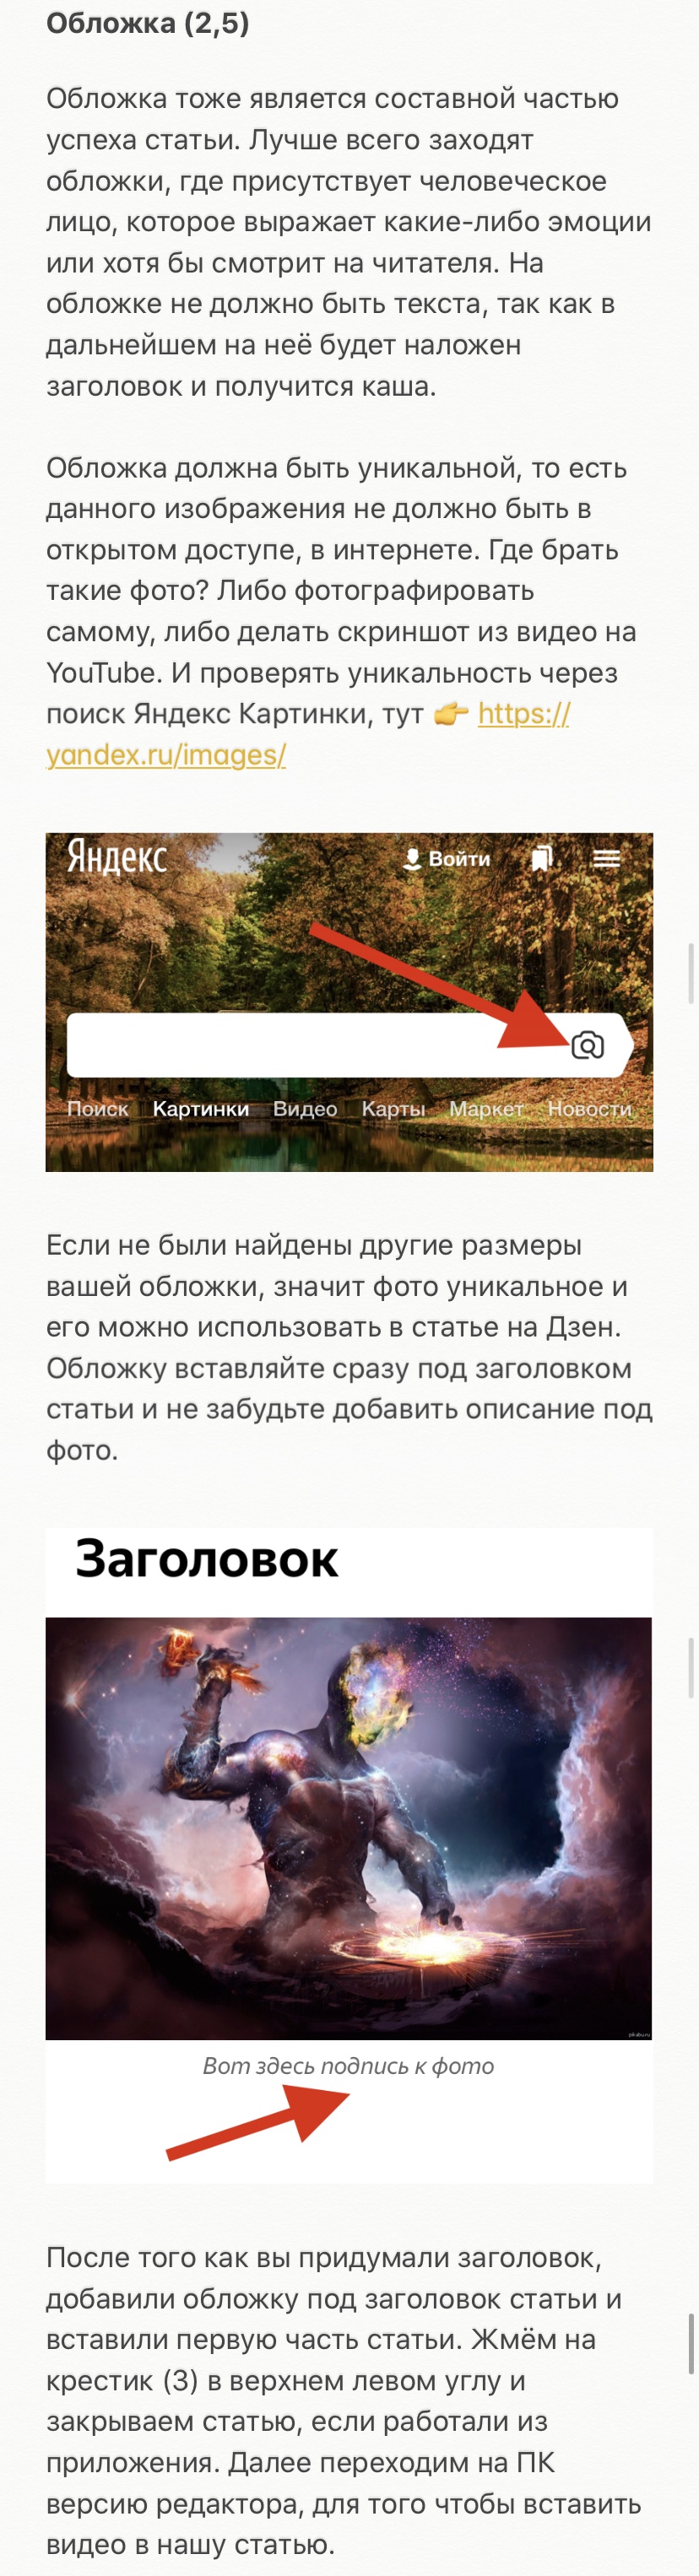 Обложка (2,5)
Обложка тоже является составной частью
успеха статьи. Лучше всего заходят
обложки, где присутствует человеческое
лицо, которое выражает какие-либо эмоции
или хотя бы смотрит на читателя. На
обложке не должно быть текста, так как в
дальнейшем на неё будет наложен
заголовок и получится каша.
Обложка должна быть уникальной, то есть
данного изображения не должно быть в
открытом доступе, в интернете. Где брать
такие фото? Либо фотографировать
самому, либо делать скриншот из видео на
YouTube. И проверять уникальность через
поиск Яндекс Картинки, тут 👉 https://
yandex.ru/images/
Яндекс Войти
Поиск Картинки Видео Карты Маркет Новости
Если не были найдены другие размеры
вашей обложки, значит фото уникальное и
его можно использовать в статье на Дзен.
Обложку вставляйте сразу под заголовком
статьи и не забудьте добавить описание под
фото.
Заголовок
pikabu.ru
Вот здесь подпись к фото
После того как вы придумали заголовок,
добавили обложку под заголовок статьи и
вставили первую часть статьи. Жмём на
крестик (3) в верхнем левом углу и
закрываем статью, если работали из
приложения. Далее переходим на ПК
версию редактора, для того чтобы вставить
видео в нашу статью.